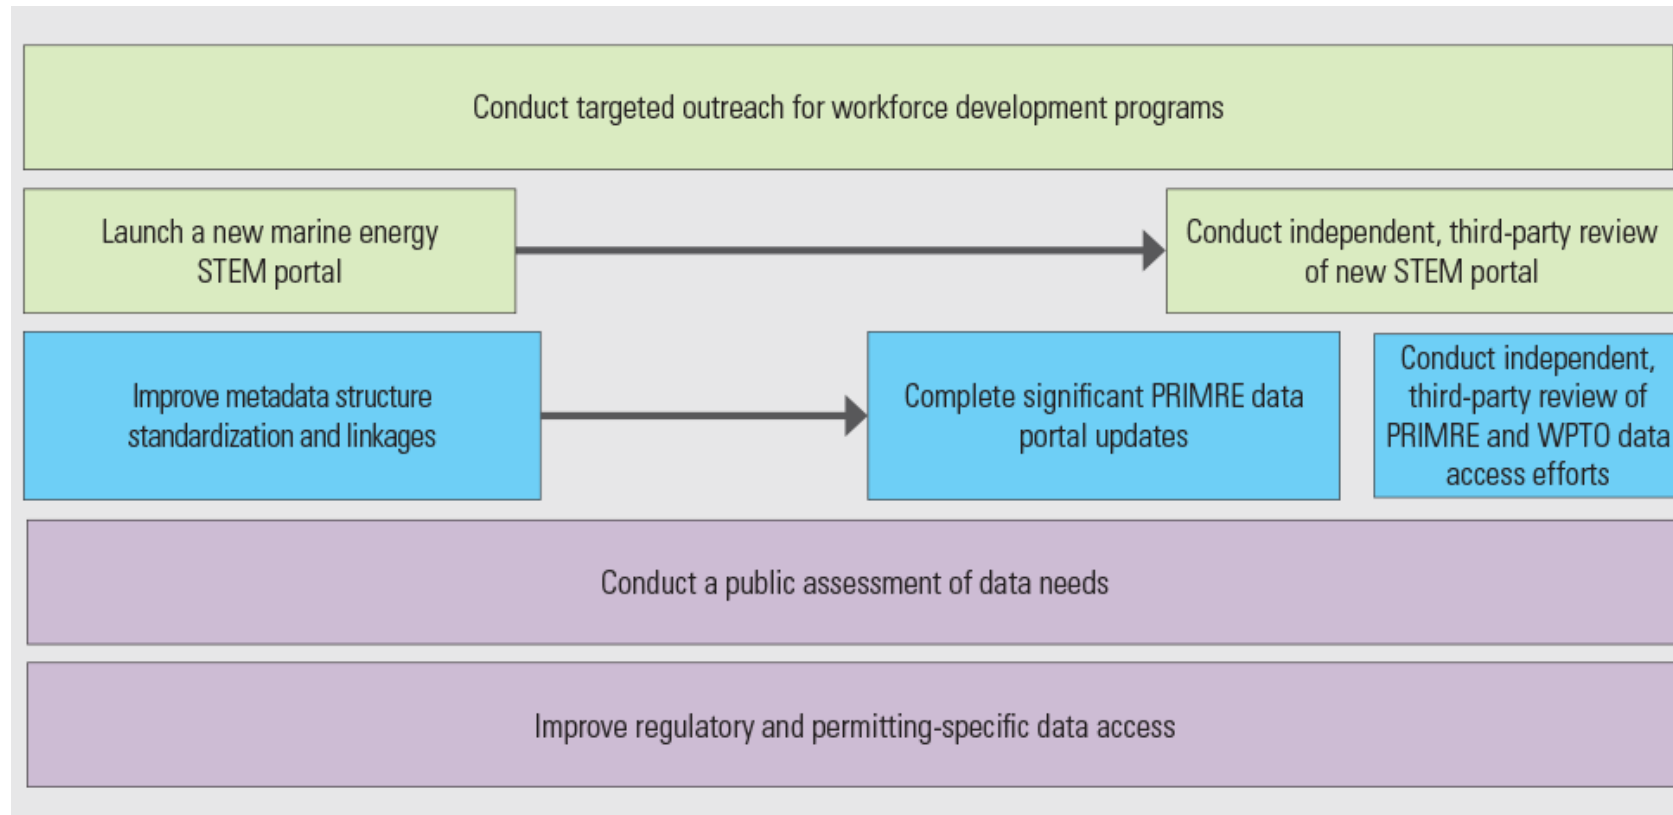 Conduct targeted outreach for workforce development programs
Launch a new marine energy
STEM portal
Conduct independent, third-party review
of new STEM portal
Improve metadata structure
standardization and linkages
Complete significant PRIMRE data
portal updates
Conduct independent,
third-party review of
PRIMRE and WPTO data
access efforts
Conduct a public assessment of data needs
Improve regulatory and permitting-specific data access